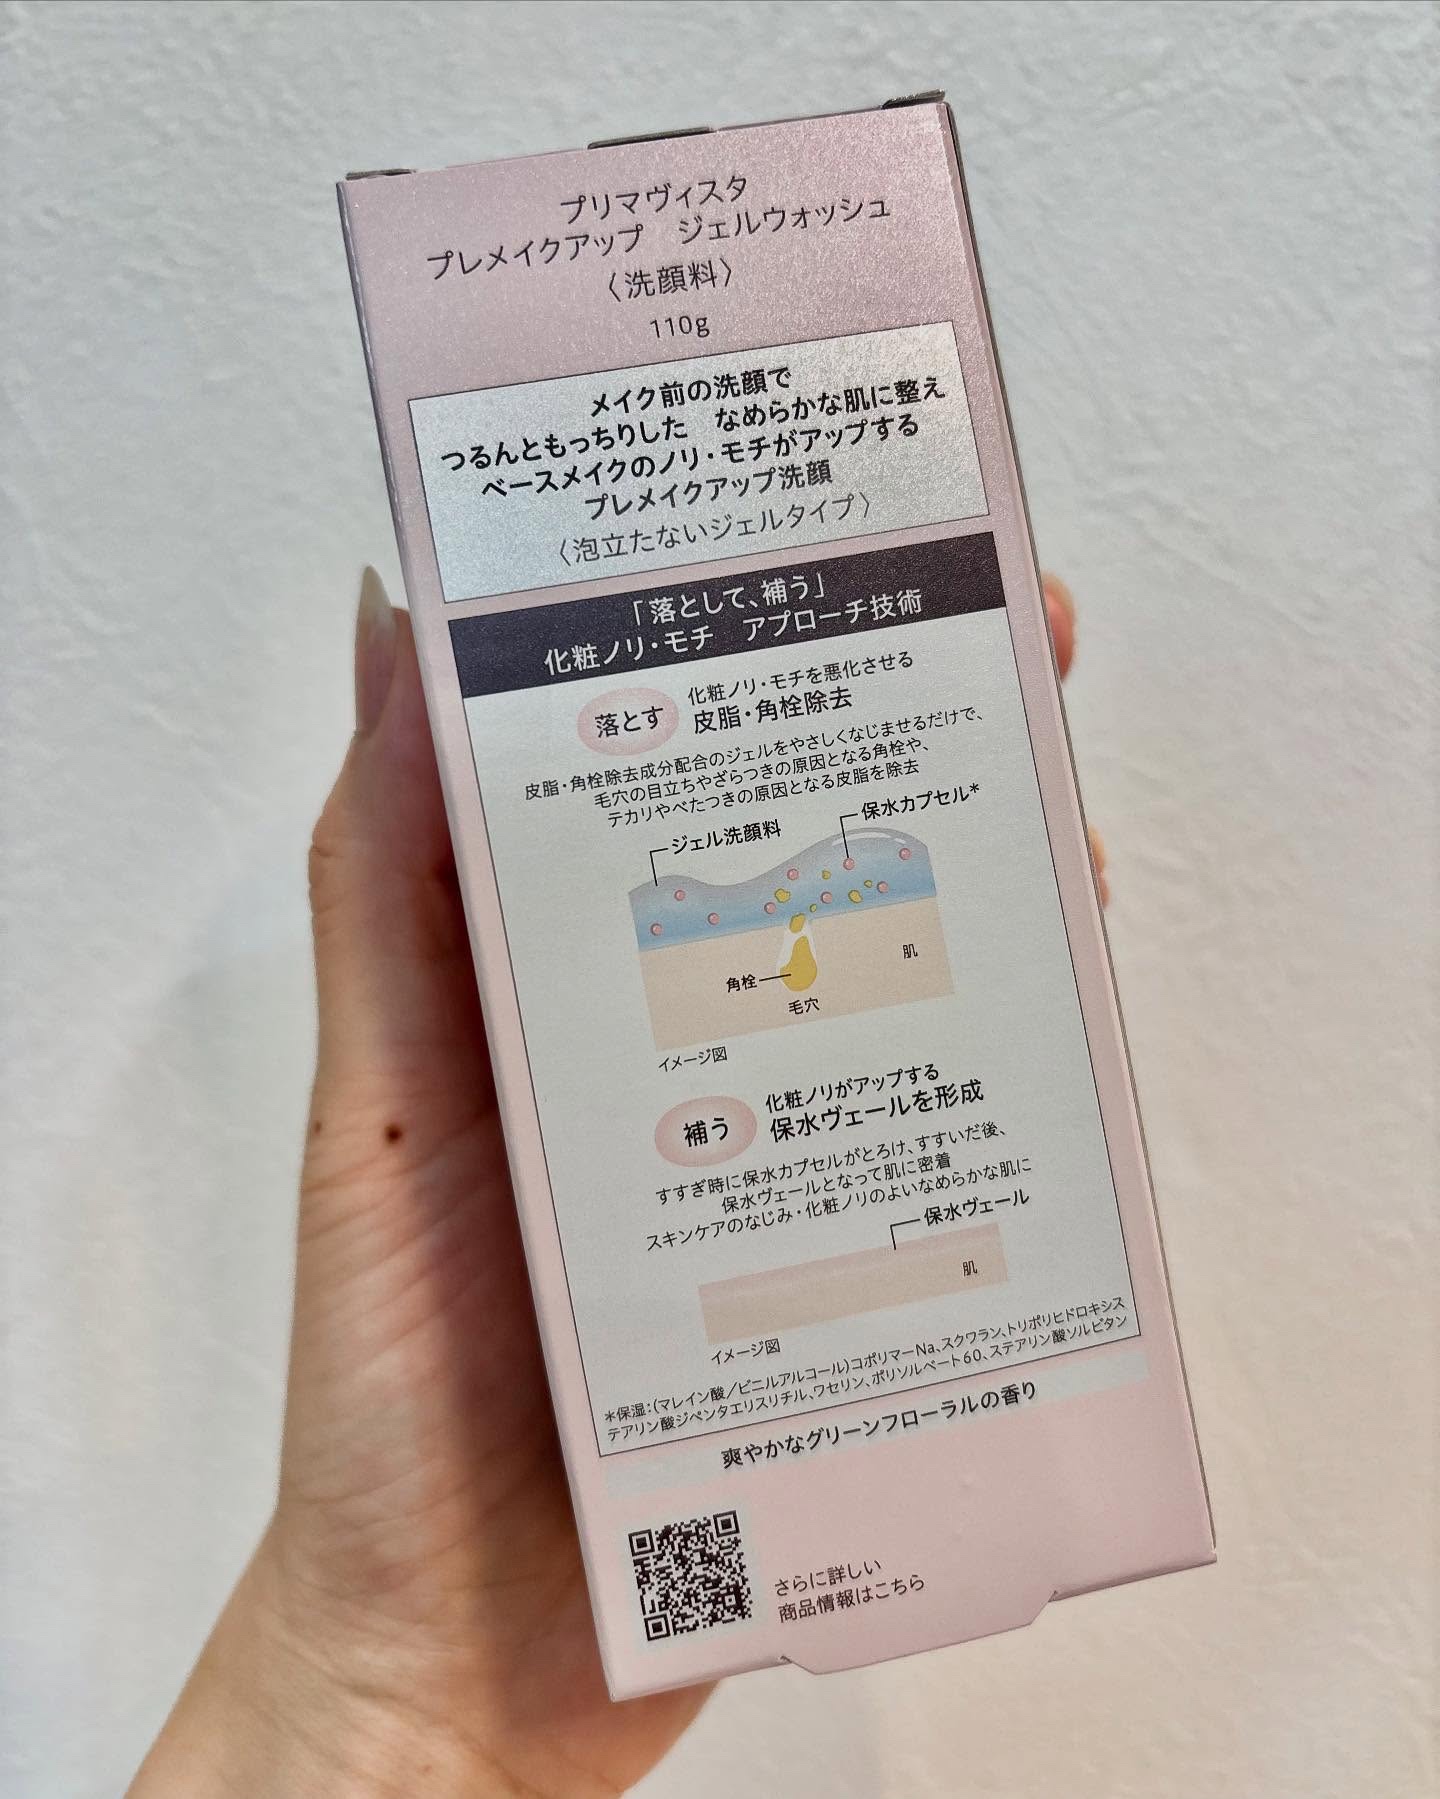 プリマヴィスタ
プレメイクアップ　ジェルウォッシュ
〈洗顔料〉
110g
メイク前の洗顔で
つるんともっちりした　なめらかな肌に整え
ベースメイクのノリ・モチがアップする
プレメイクアップ洗顔
〈泡立たないジェルタイプ〉
「落として、補う」
化粧ノリ・モチ　アプローチ技術
落とす
化粧ノリ・モチを悪化させる
皮脂・角栓除去
皮脂・角栓除去成分配合のジェルをやさしくなじませるだけで、
毛穴の目立ちやざらつきの原因となる角栓や、
テカリやべたつきの原因となる皮脂を除去
ジェル洗顔料
保水カプセル*
角栓
肌
毛穴
イメージ図
補う
化粧ノリがアップする
保水ヴェールを形成
すすぎ時に保水カプセルがとろけ、すすいだ後、
保水ヴェールとなって肌に密着
スキンケアのなじみ・化粧ノリのよいなめらかな肌に
保水ヴェール
肌
イメージ図
*保湿:(マレイン酸/ビニルアルコール)コポリマーNa、スクワラン、トリポリヒドロキシス
テアリン酸ジペンタエリスリチル、ワセリン、ポリソルベート60、ステアリン酸ソルビタン
爽やかなグリーンフローラルの香り
さらに詳しい
商品情報はこちら